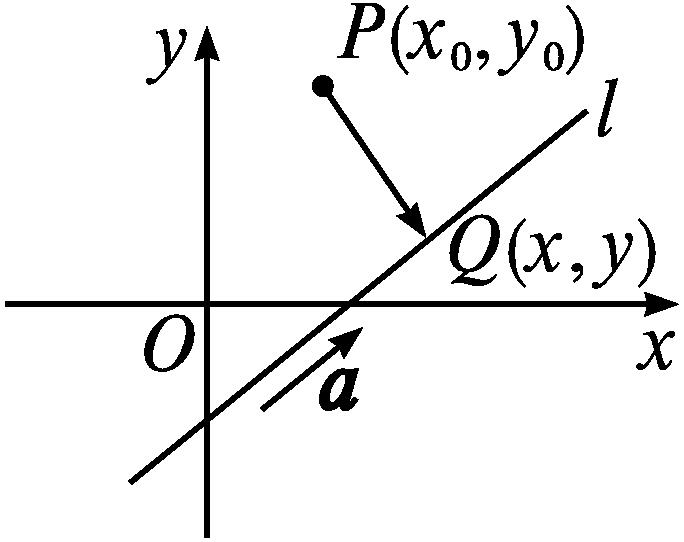 y
P(x₀, y₀)
l
Q(x, y)
O
a
x